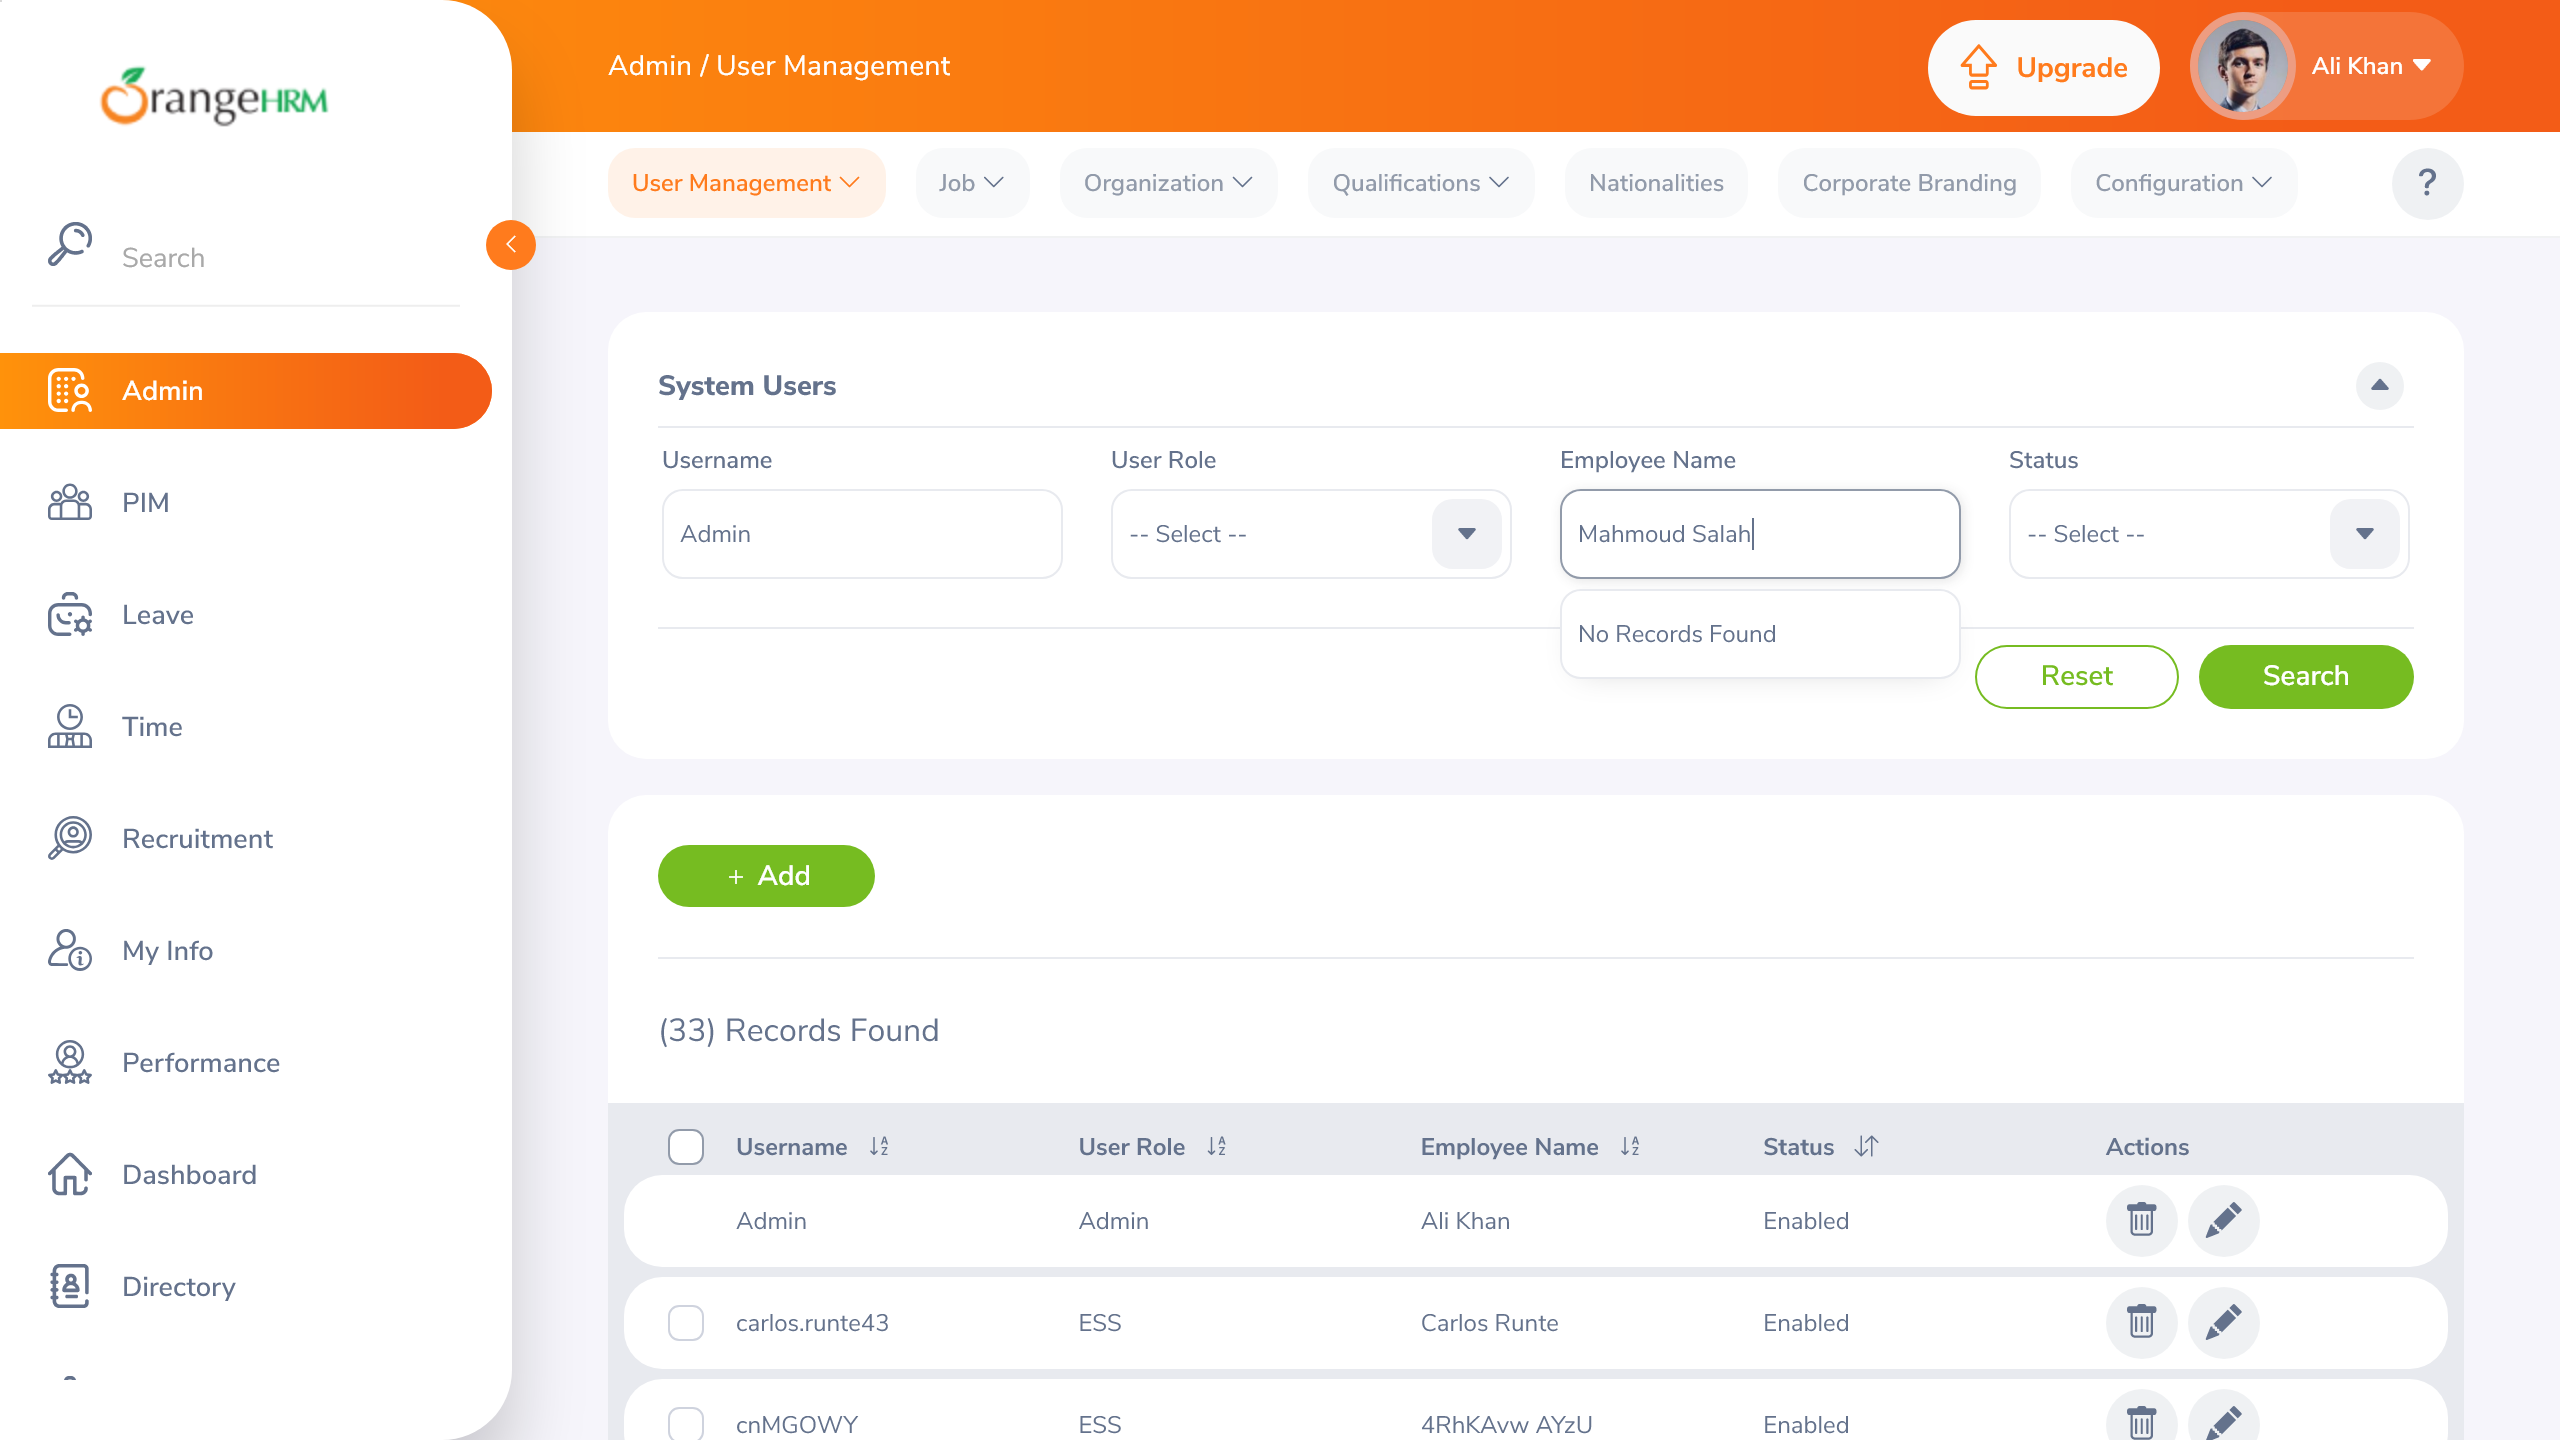 OrangeHRM
Search
Admin
PIM
Leave
Time
Recruitment
My Info
Performance
Dashboard
Directory
Admin / User Management
Upgrade
Ali Khan
User Management
Job
Organization
Qualifications
Nationalities
Corporate Branding
Configuration
?
System Users
Username
User Role
Employee Name
Status
Admin
-- Select --
Mahmoud Salah
-- Select --
No Records Found
Reset
Search
+ Add
(33) Records Found
Username User Role Employee Name Status Actions
Admin Admin Ali Khan Enabled
carlos.runte43 ESS Carlos Runte Enabled
cnMGOWY ESS 4RhKAvw AYzU Enabled